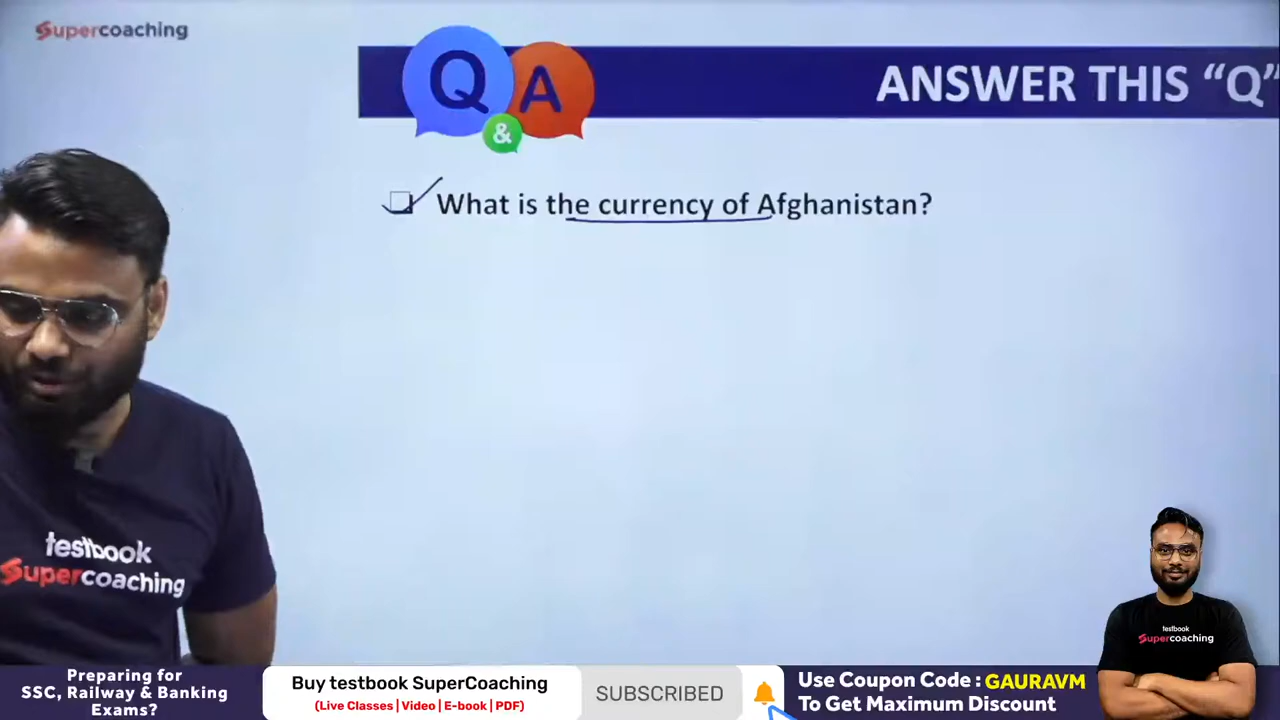 Supercoaching
Q & A
ANSWER THIS “Q”
What is the currency of Afghanistan?
testbook
Supercoaching
testbook
Supercoaching
Preparing for
SSC, Railway & Banking
Exams?
Buy testbook SuperCoaching
(Live Classes | Video | E-book | PDF)
SUBSCRIBED
Use Coupon Code : GAURAVM
To Get Maximum Discount